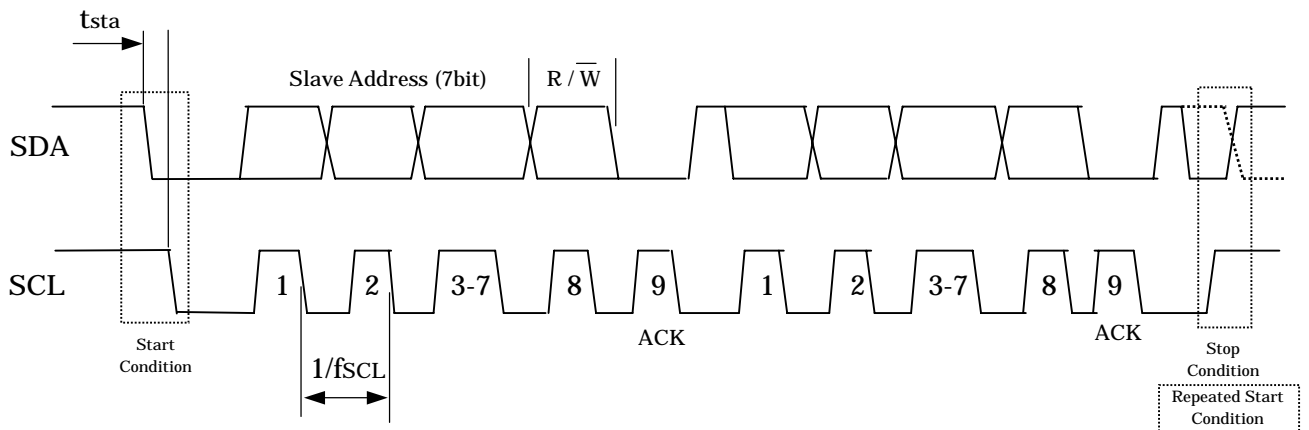 tsta
Slave Address (7bit)
R / W
SDA
SCL
1
2
3-7
8
9
1
2
3-7
8
9
ACK
ACK
Start
Condition
1/fSCL
Stop
Condition
Repeated Start
Condition